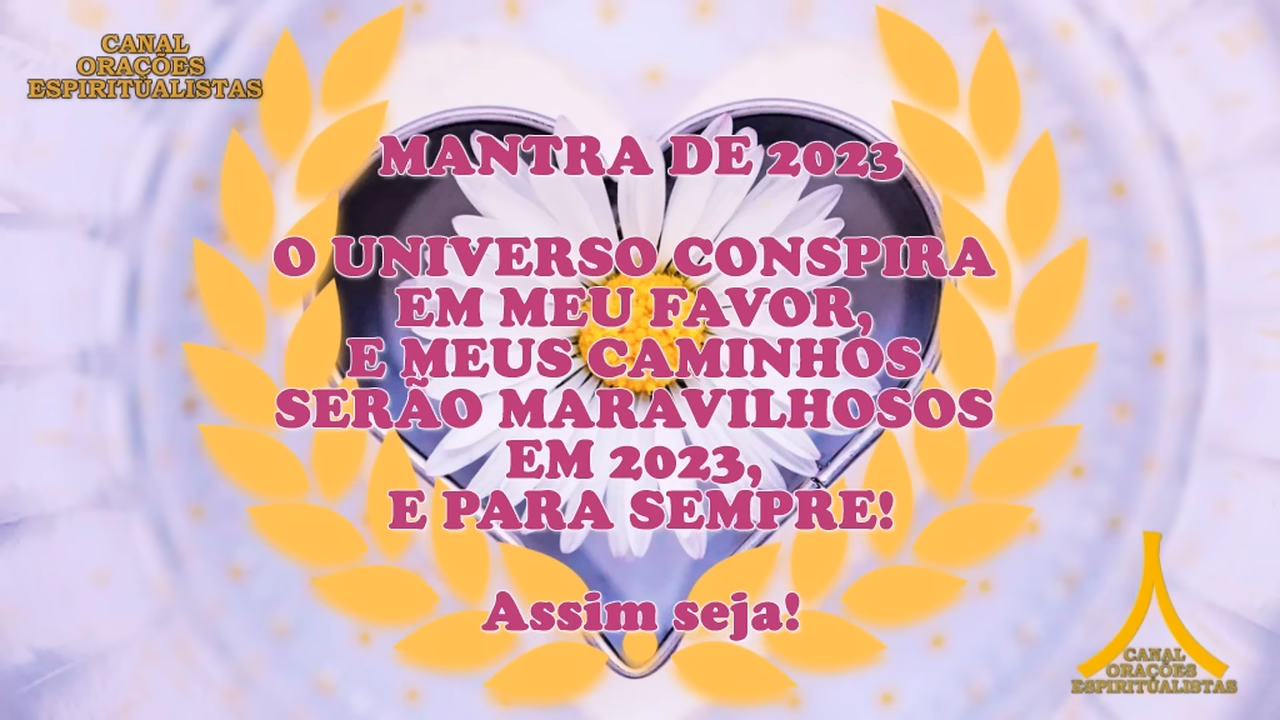 CANAL
ORAÇÕES
ESPIRITUALISTAS
MANTRA DE 2023
O UNIVERSO CONSPIRA
EM MEU FAVOR,
E MEUS CAMINHOS
SERÃO MARAVILHOSOS
EM 2023,
E PARA SEMPRE!
Assim seja!
CANAL
ORAÇÕES
ESPIRITUALISTAS